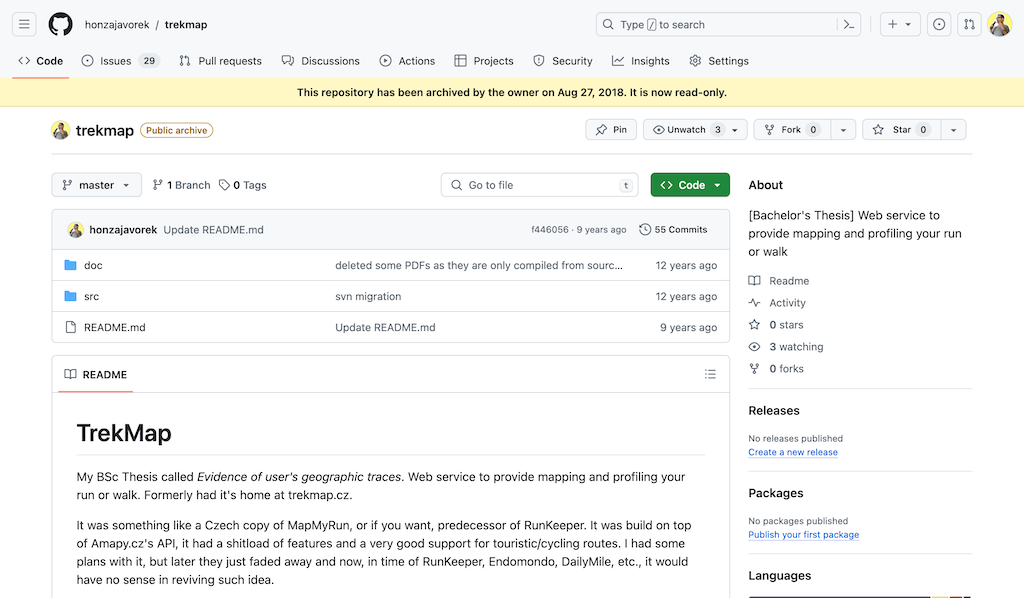 honzajavorek / trekmap
Type / to search
Code
Issues 29
Pull requests
Discussions
Actions
Projects
Security
Insights
Settings
This repository has been archived by the owner on Aug 27, 2018. It is now read-only.
trekmap Public archive
Pin
Unwatch 3
Fork 0
Star 0
master
1 Branch
0 Tags
Go to file t
Code
honzajavorek Update README.md
f446056 · 9 years ago
55 Commits
doc deleted some PDFs as they are only compiled from sourc... 12 years ago
src svn migration 12 years ago
README.md Update README.md 9 years ago
README
TrekMap
My BSc Thesis called Evidence of user's geographic traces. Web service to provide mapping and profiling your
run or walk. Formerly had it's home at trekmap.cz.
It was something like a Czech copy of MapMyRun, or if you want, predecessor of RunKeeper. It was build on top
of Amapy.cz's API, it had a shitload of features and a very good support for touristic/cycling routes. I had some
plans with it, but later they just faded away and now, in time of RunKeeper, Endomondo, DailyMile, etc., it would
have no sense in reviving such idea.
About
[Bachelor's Thesis] Web service to
provide mapping and profiling your run
or walk
Readme
Activity
0 stars
3 watching
0 forks
Releases
No releases published
Create a new release
Packages
No packages published
Publish your first package
Languages